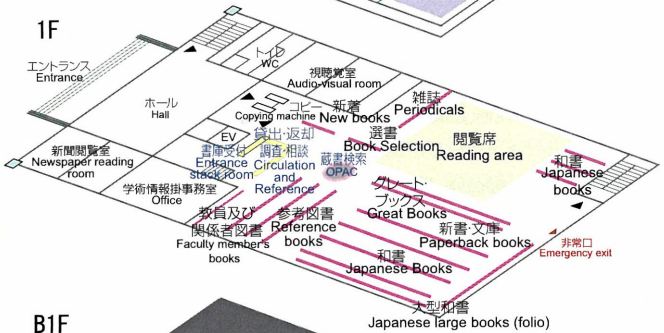 1F
エントランス
Entrance
トイレ
WC
視聴覚室
Audio-visual room
ホール
Hall
コピー
Copying machine
新着
New books
雑誌
Periodicals
選書
Book Selection
閲覧席
Reading area
和書
Japanese
books
新聞閲覧室
Newspaper reading
room
EV
貸出・返却
調査・相談
Circulation
and
Reference
書庫受付
Entrance
stack room
蔵書検索
OPAC
学術情報掛事務室
Office
教員及び
関係者図書
Faculty member's
books
参考図書
Reference
books
グレート・
ブックス
Great Books
新書・文庫
Paperback books
和書
Japanese Books
非常口
Emergency exit
大型和書
Japanese large books (folio)
B1F